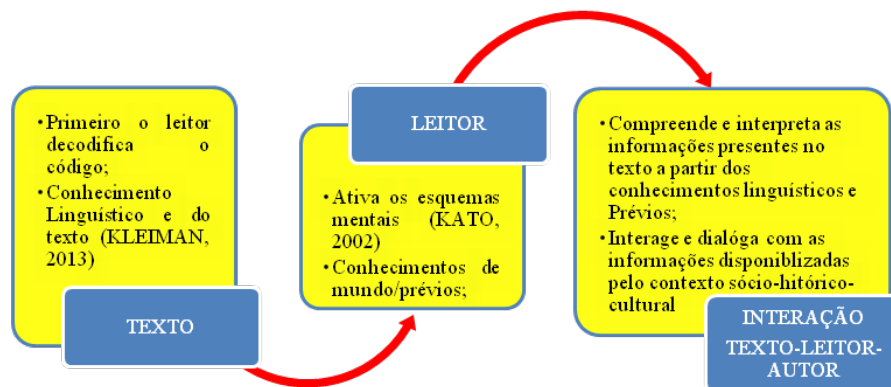 •Primeiro o leitor
decodifica o
código;
•Conhecimento
Linguístico e do
texto (KLEIMAN,
2013)
TEXTO
LEITOR
•Ativa os esquemas
mentais (KATO,
2002)
•Conhecimentos de
mundo/prévios;
•Compreende e interpreta as
informações presentes no
texto a partir dos
conhecimentos linguísticos e
Prévios;
•Interage e dialóga com as
informações disponiblizadas
pelo contexto sócio-hitórico-
cultural
INTERAÇÃO
TEXTO-LEITOR-
AUTOR